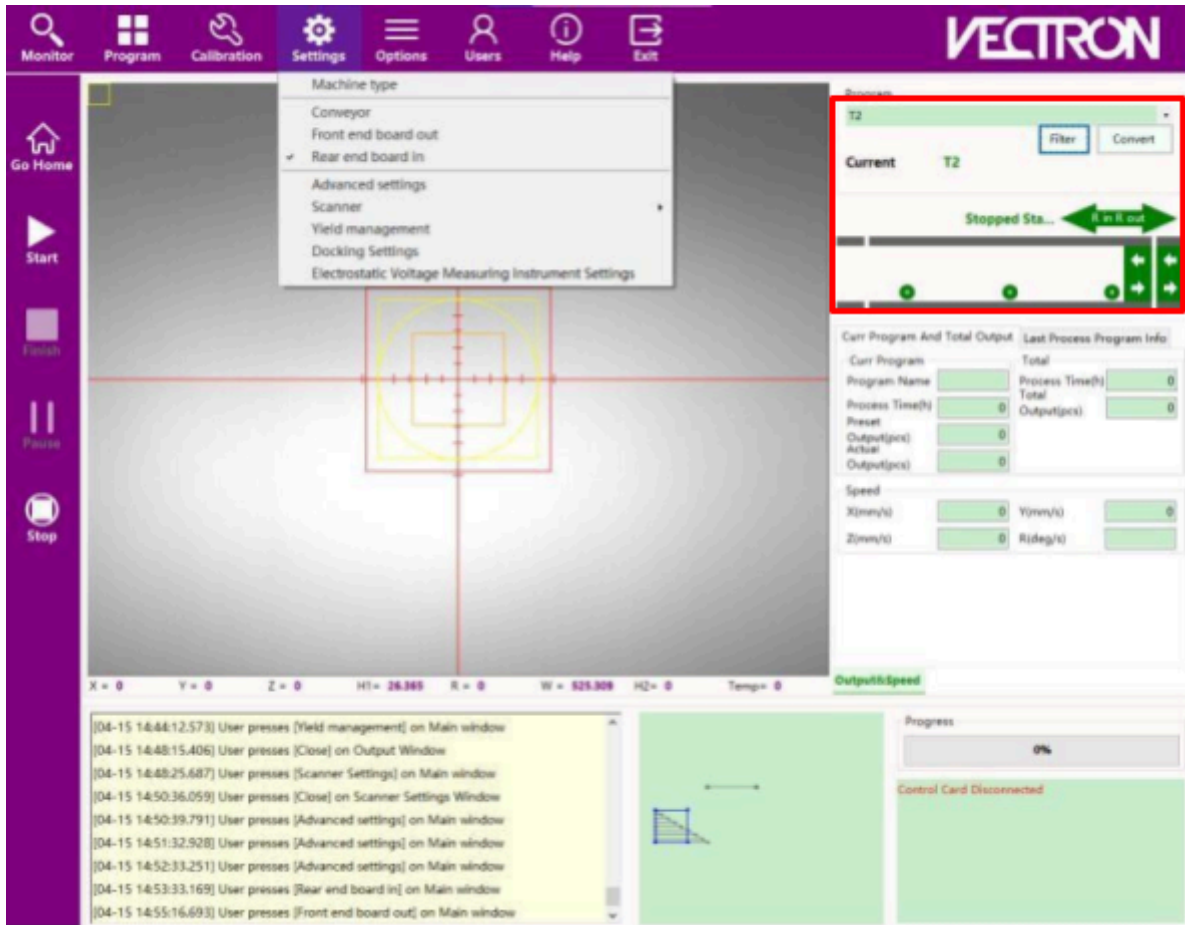 Monitor Program Calibration Settings Options Users Help Exit VECTRON
Machine type
Conveyor
Front end board out
Rear end board in
Advanced settings
Scanner
Yield management
Docking Settings
Electrostatic Voltage Measuring Instrument Settings
Go Home
Start
Finish
Pause
Stop
Program
T2
Filter Convert
Current T2
Stopped Sta... R in R out
Curr Program And Total Output Last Process Program Info
Curr Program Total
Program Name Process Time(h) 0
Process Time(h) 0 Total Output(pcs) 0
Preset Output(pcs) 0
Actual Output(pcs) 0
Speed
X(mm/s) 0 Y(mm/s) 0
Z(mm/s) 0 R(deg/s)
X = 0 Y = 0 Z = 0 H1= 26.365 R = 0 W = 525.309 H2= 0 Temp= 0
Output&Speed
[04-15 14:44:12.573] User presses [Yield management] on Main window
[04-15 14:48:15.406] User presses [Close] on Output Window
[04-15 14:48:25.687] User presses [Scanner Settings] on Main window
[04-15 14:50:36.059] User presses [Close] on Scanner Settings Window
[04-15 14:50:39.791] User presses [Advanced settings] on Main window
[04-15 14:51:32.928] User presses [Advanced settings] on Main window
[04-15 14:52:33.251] User presses [Advanced settings] on Main window
[04-15 14:53:33.169] User presses [Rear end board in] on Main window
[04-15 14:55:16.693] User presses [Front end board out] on Main window
Progress
0%
Control Card Disconnected